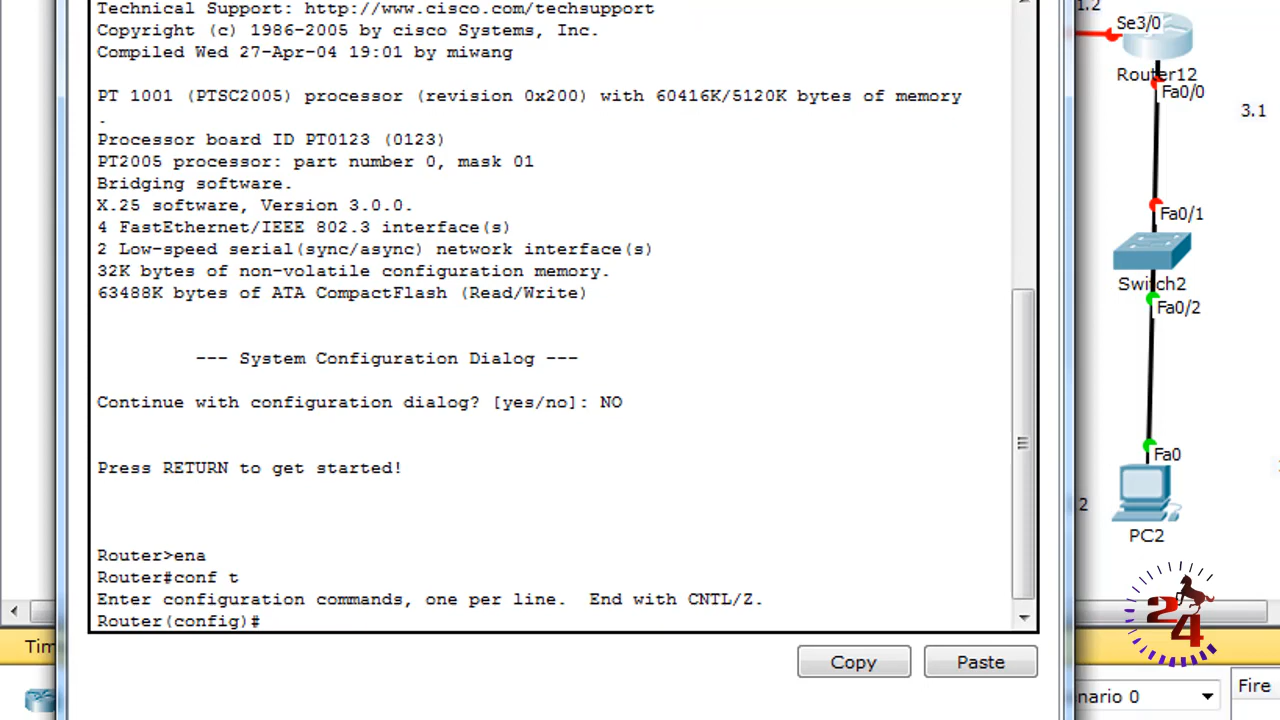 Technical Support: http://www.cisco.com/techsupport
Copyright (c) 1986-2005 by cisco Systems, Inc.
Compiled Wed 27-Apr-04 19:01 by miwang
PT 1001 (PTSC2005) processor (revision 0x200) with 60416K/5120K bytes of memory
.
Processor board ID PT0123 (0123)
PT2005 processor: part number 0, mask 01
Bridging software.
X.25 software, Version 3.0.0.
4 FastEthernet/IEEE 802.3 interface(s)
2 Low-speed serial(sync/async) network interface(s)
32K bytes of non-volatile configuration memory.
63488K bytes of ATA CompactFlash (Read/Write)
--- System Configuration Dialog ---
Continue with configuration dialog? [yes/no]: NO
Press RETURN to get started!
Router>ena
Router#conf t
Enter configuration commands, one per line.  End with CNTL/Z.
Router(config)#
Copy
Paste
1.2
Se3/0
Router12
Fa0/0
3.1
Fa0/1
Switch2
Fa0/2
Fa0
2
PC2
24
Tim
nario 0
Fire